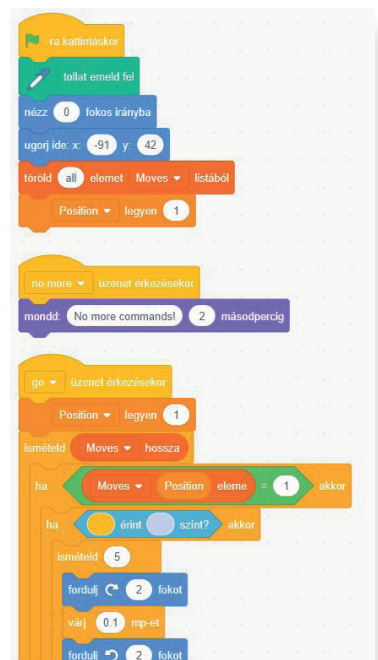 -ra kattintáskor
tollat emeld fel
nézz 0 fokos irányba
ugorj ide: x: -91 y: 42
töröld all elemet Moves listából
Position legyen 1
no more üzenet érkezésekor
mondd: No more commands! 2 másodpercig
go üzenet érkezésekor
Position legyen 1
ismételd Moves hossza
ha Moves Position eleme = 1 akkor
ha érint színt? akkor
ismételd 5
fordulj 2 fokot
várj 0.1 mp-et
fordulj 2 fokot